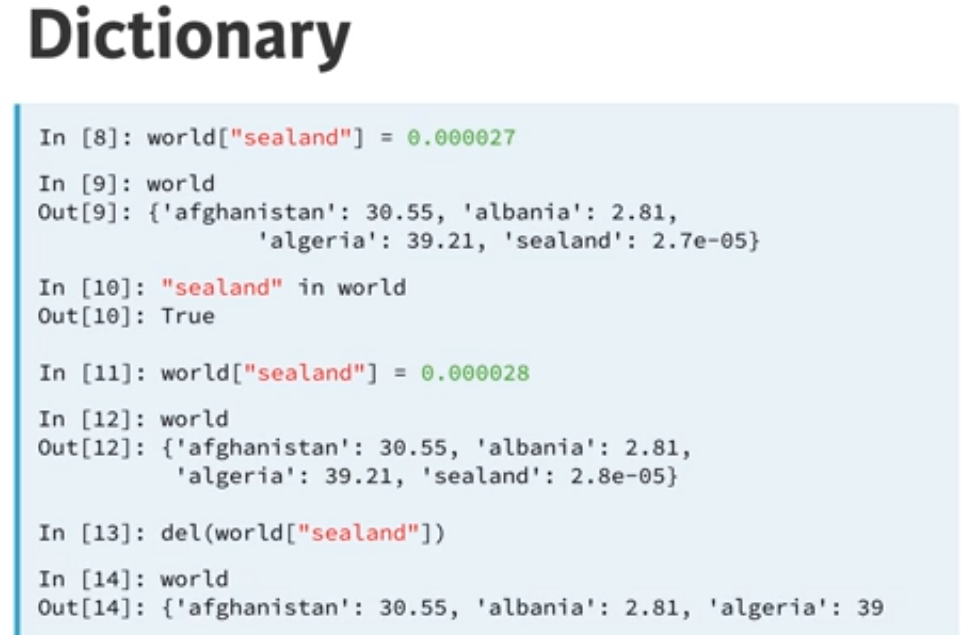 Dictionary
In [8]: world["sealand"] = 0.000027
In [9]: world
Out[9]: {'afghanistan': 30.55, 'albania': 2.81,
'algeria': 39.21, 'sealand': 2.7e-05}
In [10]: "sealand" in world
Out[10]: True
In [11]: world["sealand"] = 0.000028
In [12]: world
Out[12]: {'afghanistan': 30.55, 'albania': 2.81,
'algeria': 39.21, 'sealand': 2.8e-05}
In [13]: del(world["sealand"])
In [14]: world
Out[14]: {'afghanistan': 30.55, 'albania': 2.81, 'algeria': 39